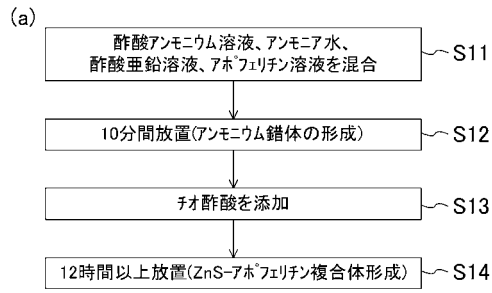 (a)
酢酸アンモニウム溶液、アンモニア水、
酢酸亜鉛溶液、アポフェリチン溶液を混合
S11
10分間放置(アンモニウム錯体の形成)
S12
チオ酢酸を添加
S13
12時間以上放置(ZnS-アポフェリチン複合体形成)
S14